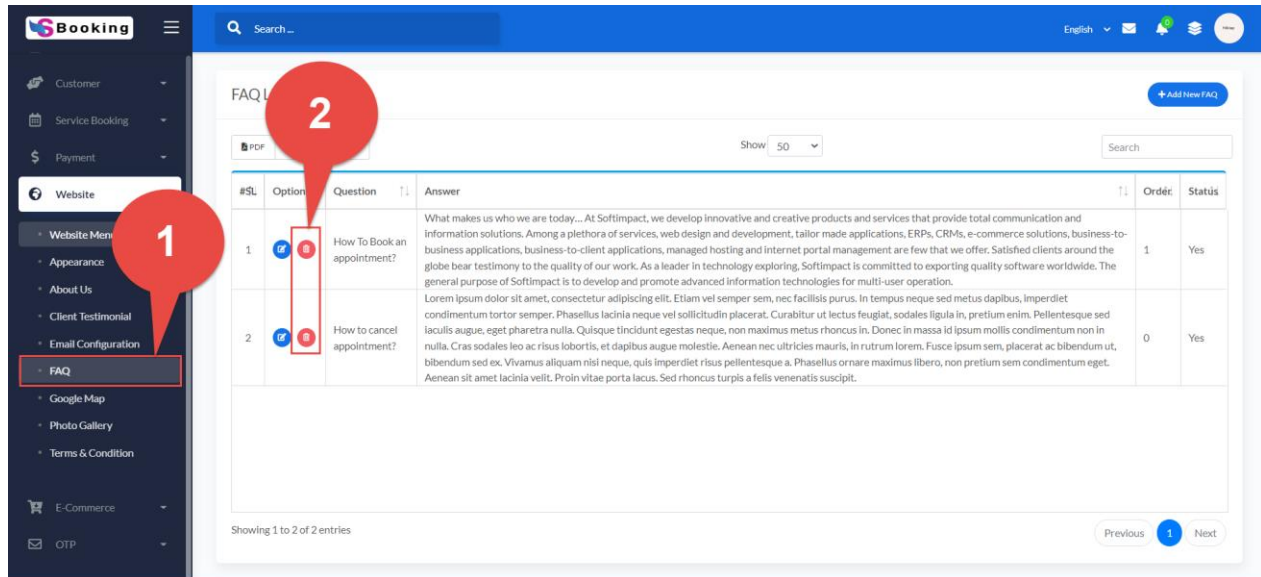 Booking
Search ...
English
0
Customer
Service Booking
Payment
Website
Website Menu
Appearance
About Us
Client Testimonial
Email Configuration
FAQ
Google Map
Photo Gallery
Terms & Condition
E-Commerce
OTP
1
2
FAQ L
+ Add New FAQ
PDF
Show 50
Search
#SL Option Question Answer Order Status
1
How To Book an
appointment?
What makes us who we are today... At Softimpact, we develop innovative and creative products and services that provide total communication and
information solutions. Among a plethora of services, web design and development, tailor made applications, ERPs, CRMs, e-commerce solutions, business-to-
business applications, business-to-client applications, managed hosting and internet portal management are few that we offer. Satisfied clients around the
globe bear testimony to the quality of our work. As a leader in technology exploring, Softimpact is committed to exporting quality software worldwide. The
general purpose of Softimpact is to develop and promote advanced information technologies for multi-user operation.
1 Yes
2
How to cancel
appointment?
Lorem ipsum dolor sit amet, consectetur adipiscing elit. Etiam vel semper sem, nec facilisis purus. In tempus neque sed metus dapibus, imperdiet
condimentum tortor semper. Phasellus lacinia neque vel sollicitudin placerat. Curabitur ut lectus feugiat, sodales ligula in, pretium enim. Pellentesque sed
iaculis augue, eget pharetra nulla. Quisque tincidunt egestas neque, non maximus metus rhoncus in. Donec in massa id ipsum mollis condimentum non in
nulla. Cras sodales leo ac risus lobortis, et dapibus augue molestie. Aenean nec ultricies mauris, in rutrum lorem. Fusce ipsum sem, placerat ac bibendum ut,
bibendum sed ex. Vivamus aliquam nisi neque, quis imperdiet risus pellentesque a. Phasellus ornare maximus libero, non pretium sem condimentum eget.
Aenean sit amet lacinia velit. Proin vitae porta lacus. Sed rhoncus turpis a felis venenatis suscipit.
0 Yes
Showing 1 to 2 of 2 entries
Previous 1 Next